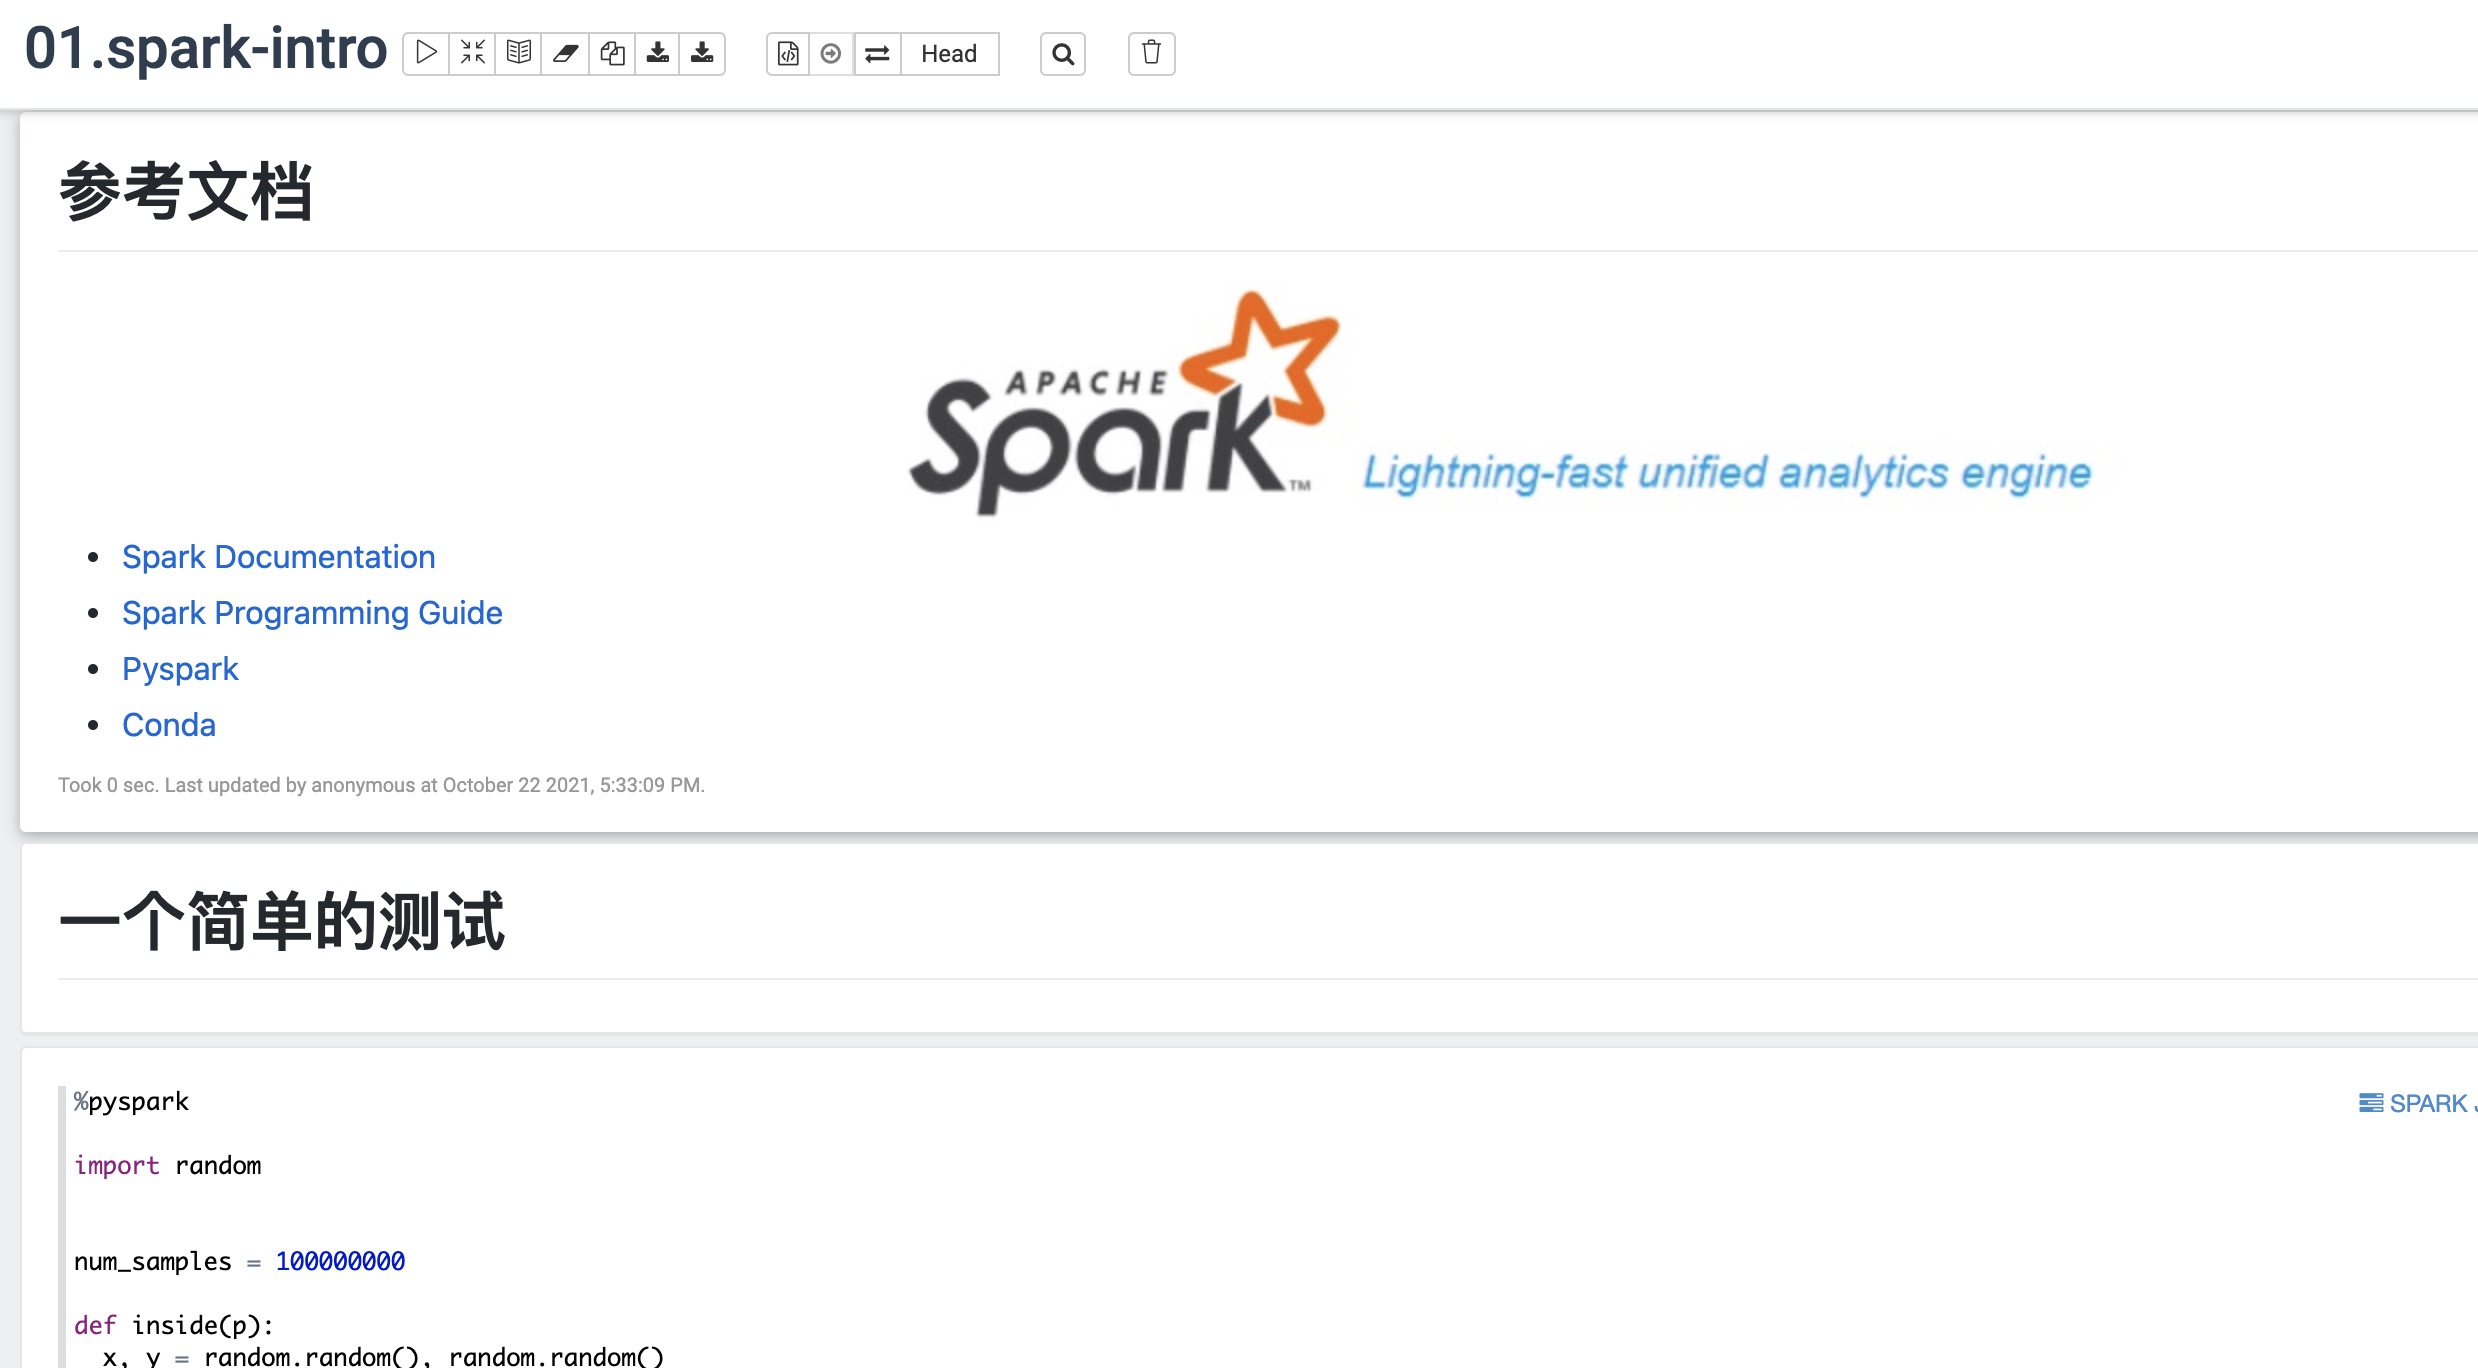 01.spark-intro
Head
参考文档
APACHE
Spark™
Lightning-fast unified analytics engine
Spark Documentation
Spark Programming Guide
Pyspark
Conda
Took 0 sec. Last updated by anonymous at October 22 2021, 5:33:09 PM.
一个简单的测试
%pyspark
SPARK J
import random
num_samples = 100000000
def inside(p):
x, y = random.random(), random.random()